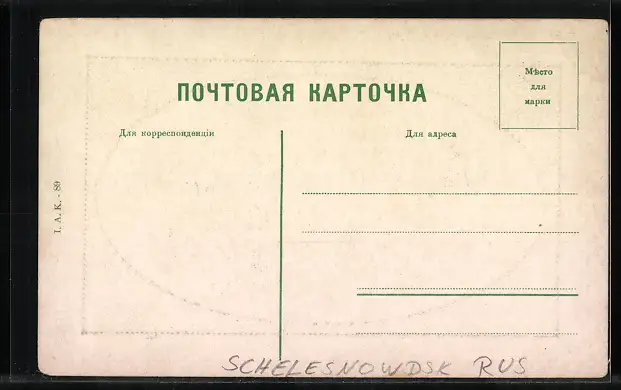 Мѣсто
для
марки
ПОЧТОВАЯ КАРТОЧКА
Для корреспонденціи
Для адреса
I. A. K. - 89
SCHELESNOWDSK RUS